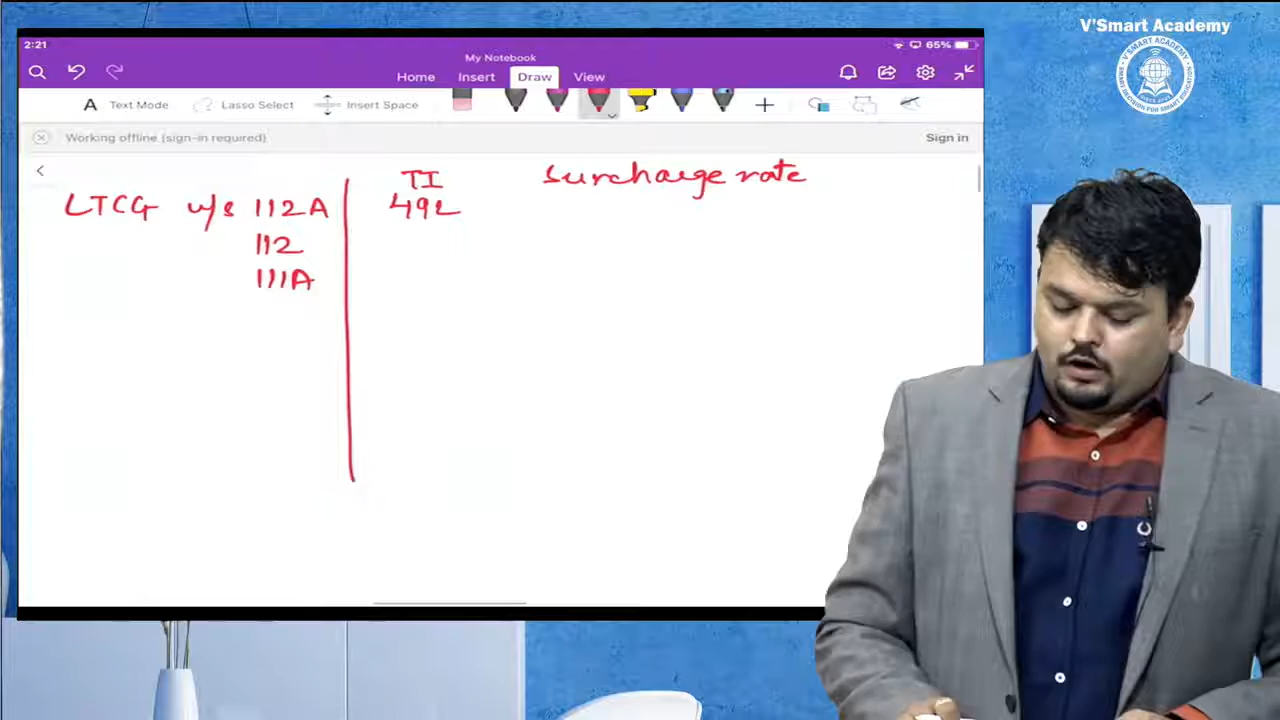 V'Smart Academy
2:21
65%
My Notebook
Home Insert Draw View
A Text Mode Lasso Select Insert Space
Working offline (sign-in required) Sign in
TI surcharge rate
LTCG u/s 112A 49L
112
111A